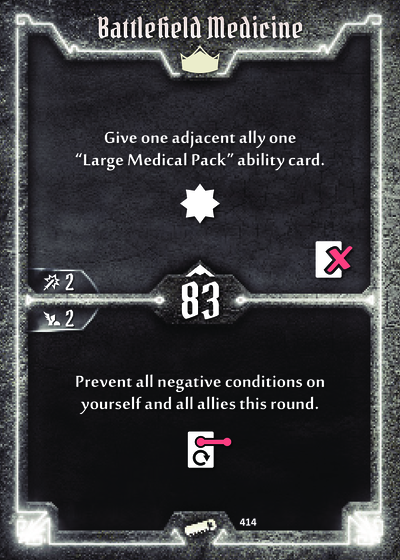 Battlefield Medicine
Give one adjacent ally one
“Large Medical Pack” ability card.
2
83
2
Prevent all negative conditions on
yourself and all allies this round.
414